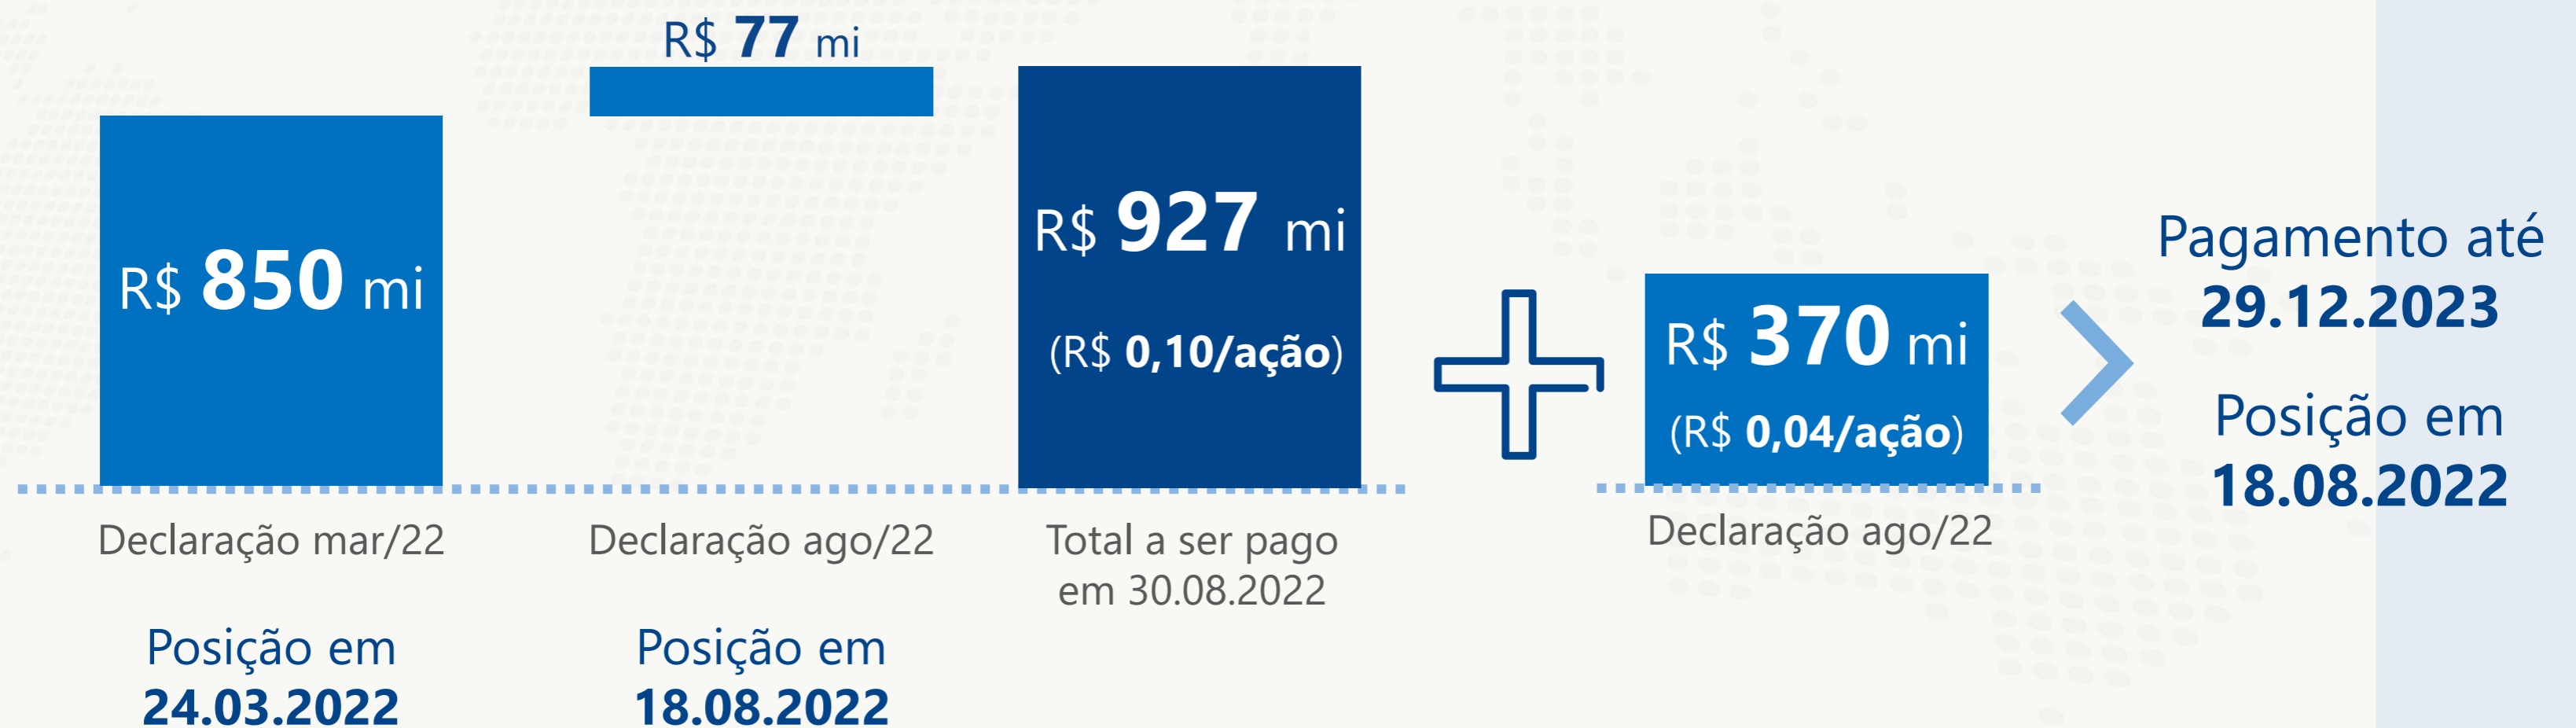 R$ 850 mi
Declaração mar/22
Posição em
24.03.2022
R$ 77 mi
Declaração ago/22
Posição em
18.08.2022
R$ 927 mi
(R$ 0,10/ação)
Total a ser pago
em 30.08.2022
R$ 370 mi
(R$ 0,04/ação)
Declaração ago/22
Pagamento até
29.12.2023
Posição em
18.08.2022